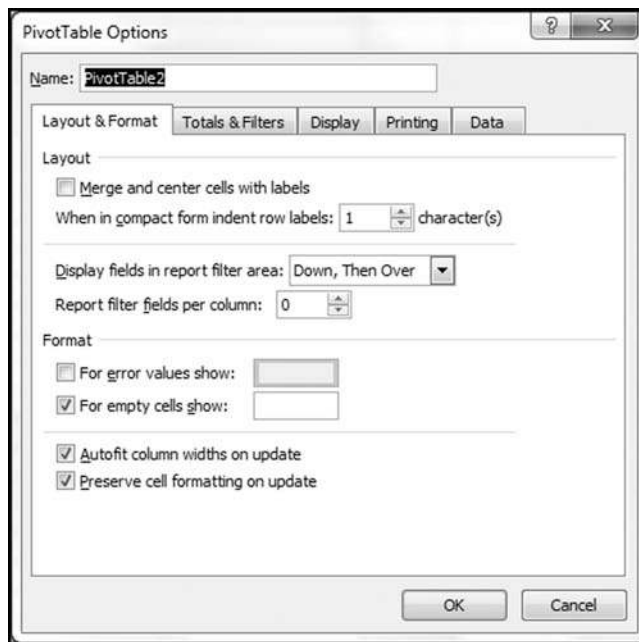 PivotTable Options
?
X
Name: PivotTable2
Layout & Format Totals & Filters Display Printing Data
Layout
Merge and center cells with labels
When in compact form indent row labels: 1 character(s)
Display fields in report filter area: Down, Then Over
Report filter fields per column: 0
Format
For error values show:
For empty cells show:
Autofit column widths on update
Preserve cell formatting on update
OK Cancel